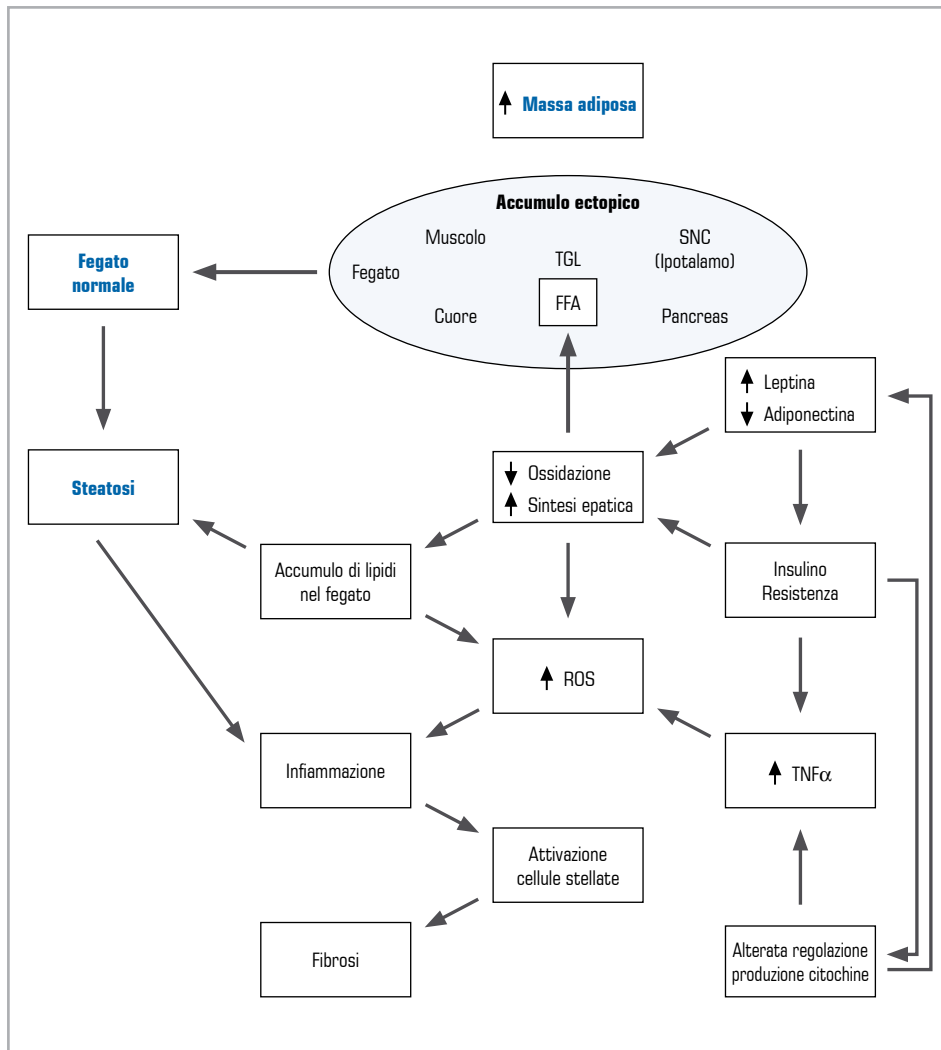 Massa adiposa
Accumulo ectopico
Muscolo
SNC
(Ipotalamo)
Fegato
TGL
FFA
Cuore
Pancreas
Fegato
normale
Leptina
Adiponectina
Steatosi
Ossidazione
Sintesi epatica
Accumulo di lipidi
nel fegato
Insulino
Resistenza
ROS
Infiammazione
TNFα
Attivazione
cellule stellate
Fibrosi
Alterata regolazione
produzione citochine